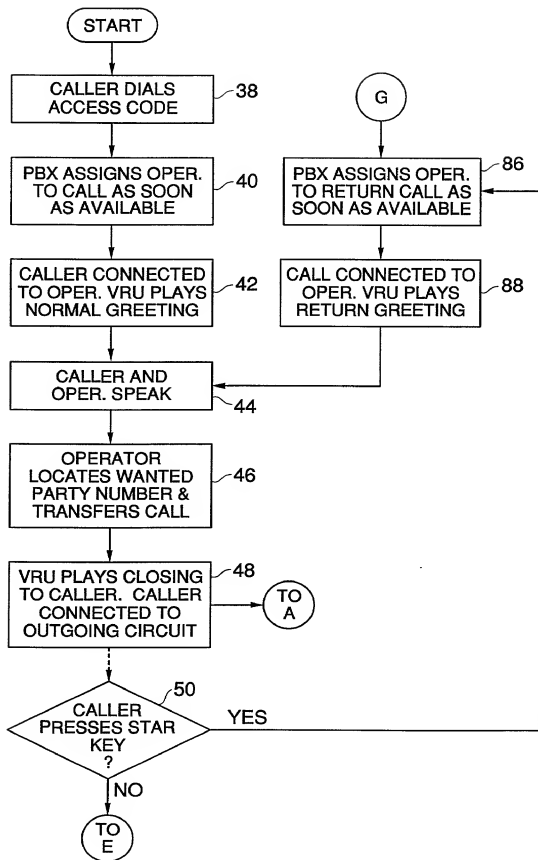 START
CALLER DIALS
ACCESS CODE
38
PBX ASSIGNS OPER.
TO CALL AS SOON
AS AVAILABLE
40
CALLER CONNECTED
TO OPER. VRU PLAYS
NORMAL GREETING
42
G
PBX ASSIGNS OPER.
TO RETURN CALL AS
SOON AS AVAILABLE
86
CALL CONNECTED TO
OPER. VRU PLAYS
RETURN GREETING
88
CALLER AND
OPER. SPEAK
44
OPERATOR
LOCATES WANTED
PARTY NUMBER &
TRANSFERS CALL
46
VRU PLAYS CLOSING
TO CALLER. CALLER
CONNECTED TO
OUTGOING CIRCUIT
48
TO
A
CALLER
PRESSES STAR
KEY
?
50
YES
NO
TO
E